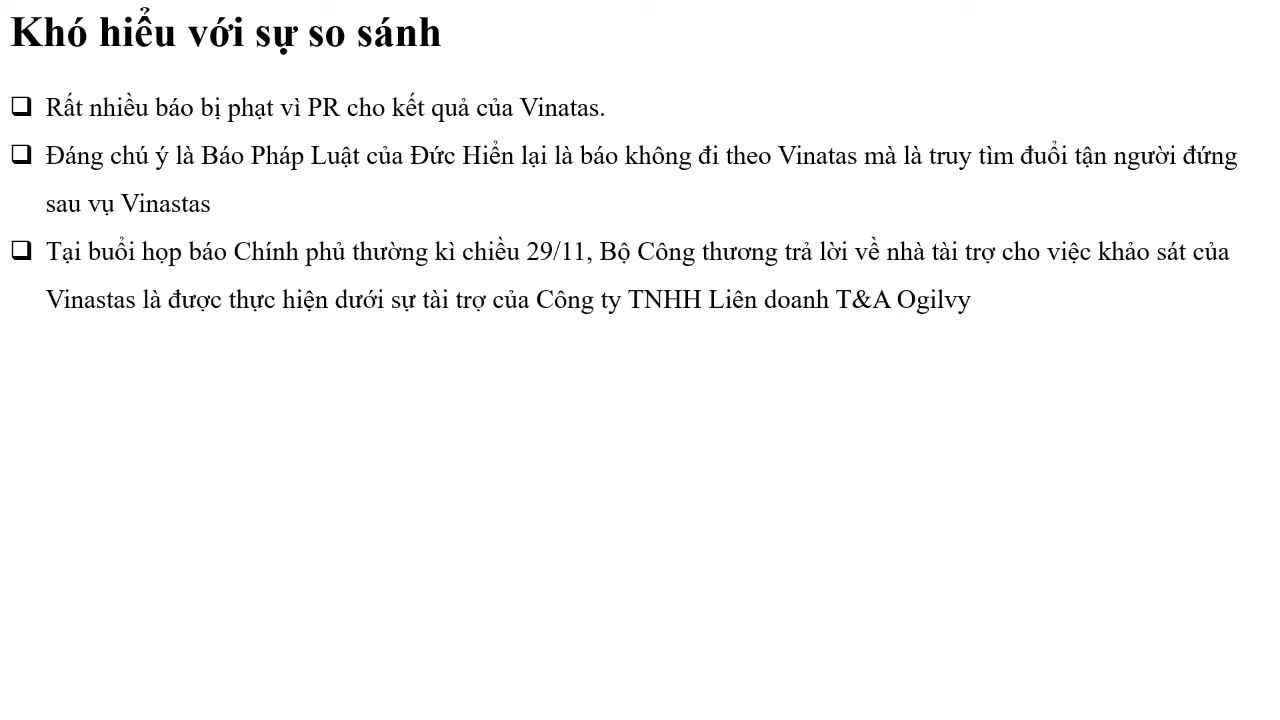 Khó hiểu với sự so sánh
❑ Rất nhiều báo bị phạt vì PR cho kết quả của Vinatas.
❑ Đáng chú ý là Báo Pháp Luật của Đức Hiển lại là báo không đi theo Vinatas mà là truy tìm đuổi tận người đứng
sau vụ Vinastas
❑ Tại buổi họp báo Chính phủ thường kì chiều 29/11, Bộ Công thương trả lời về nhà tài trợ cho việc khảo sát của
Vinastas là được thực hiện dưới sự tài trợ của Công ty TNHH Liên doanh T&A Ogilvy